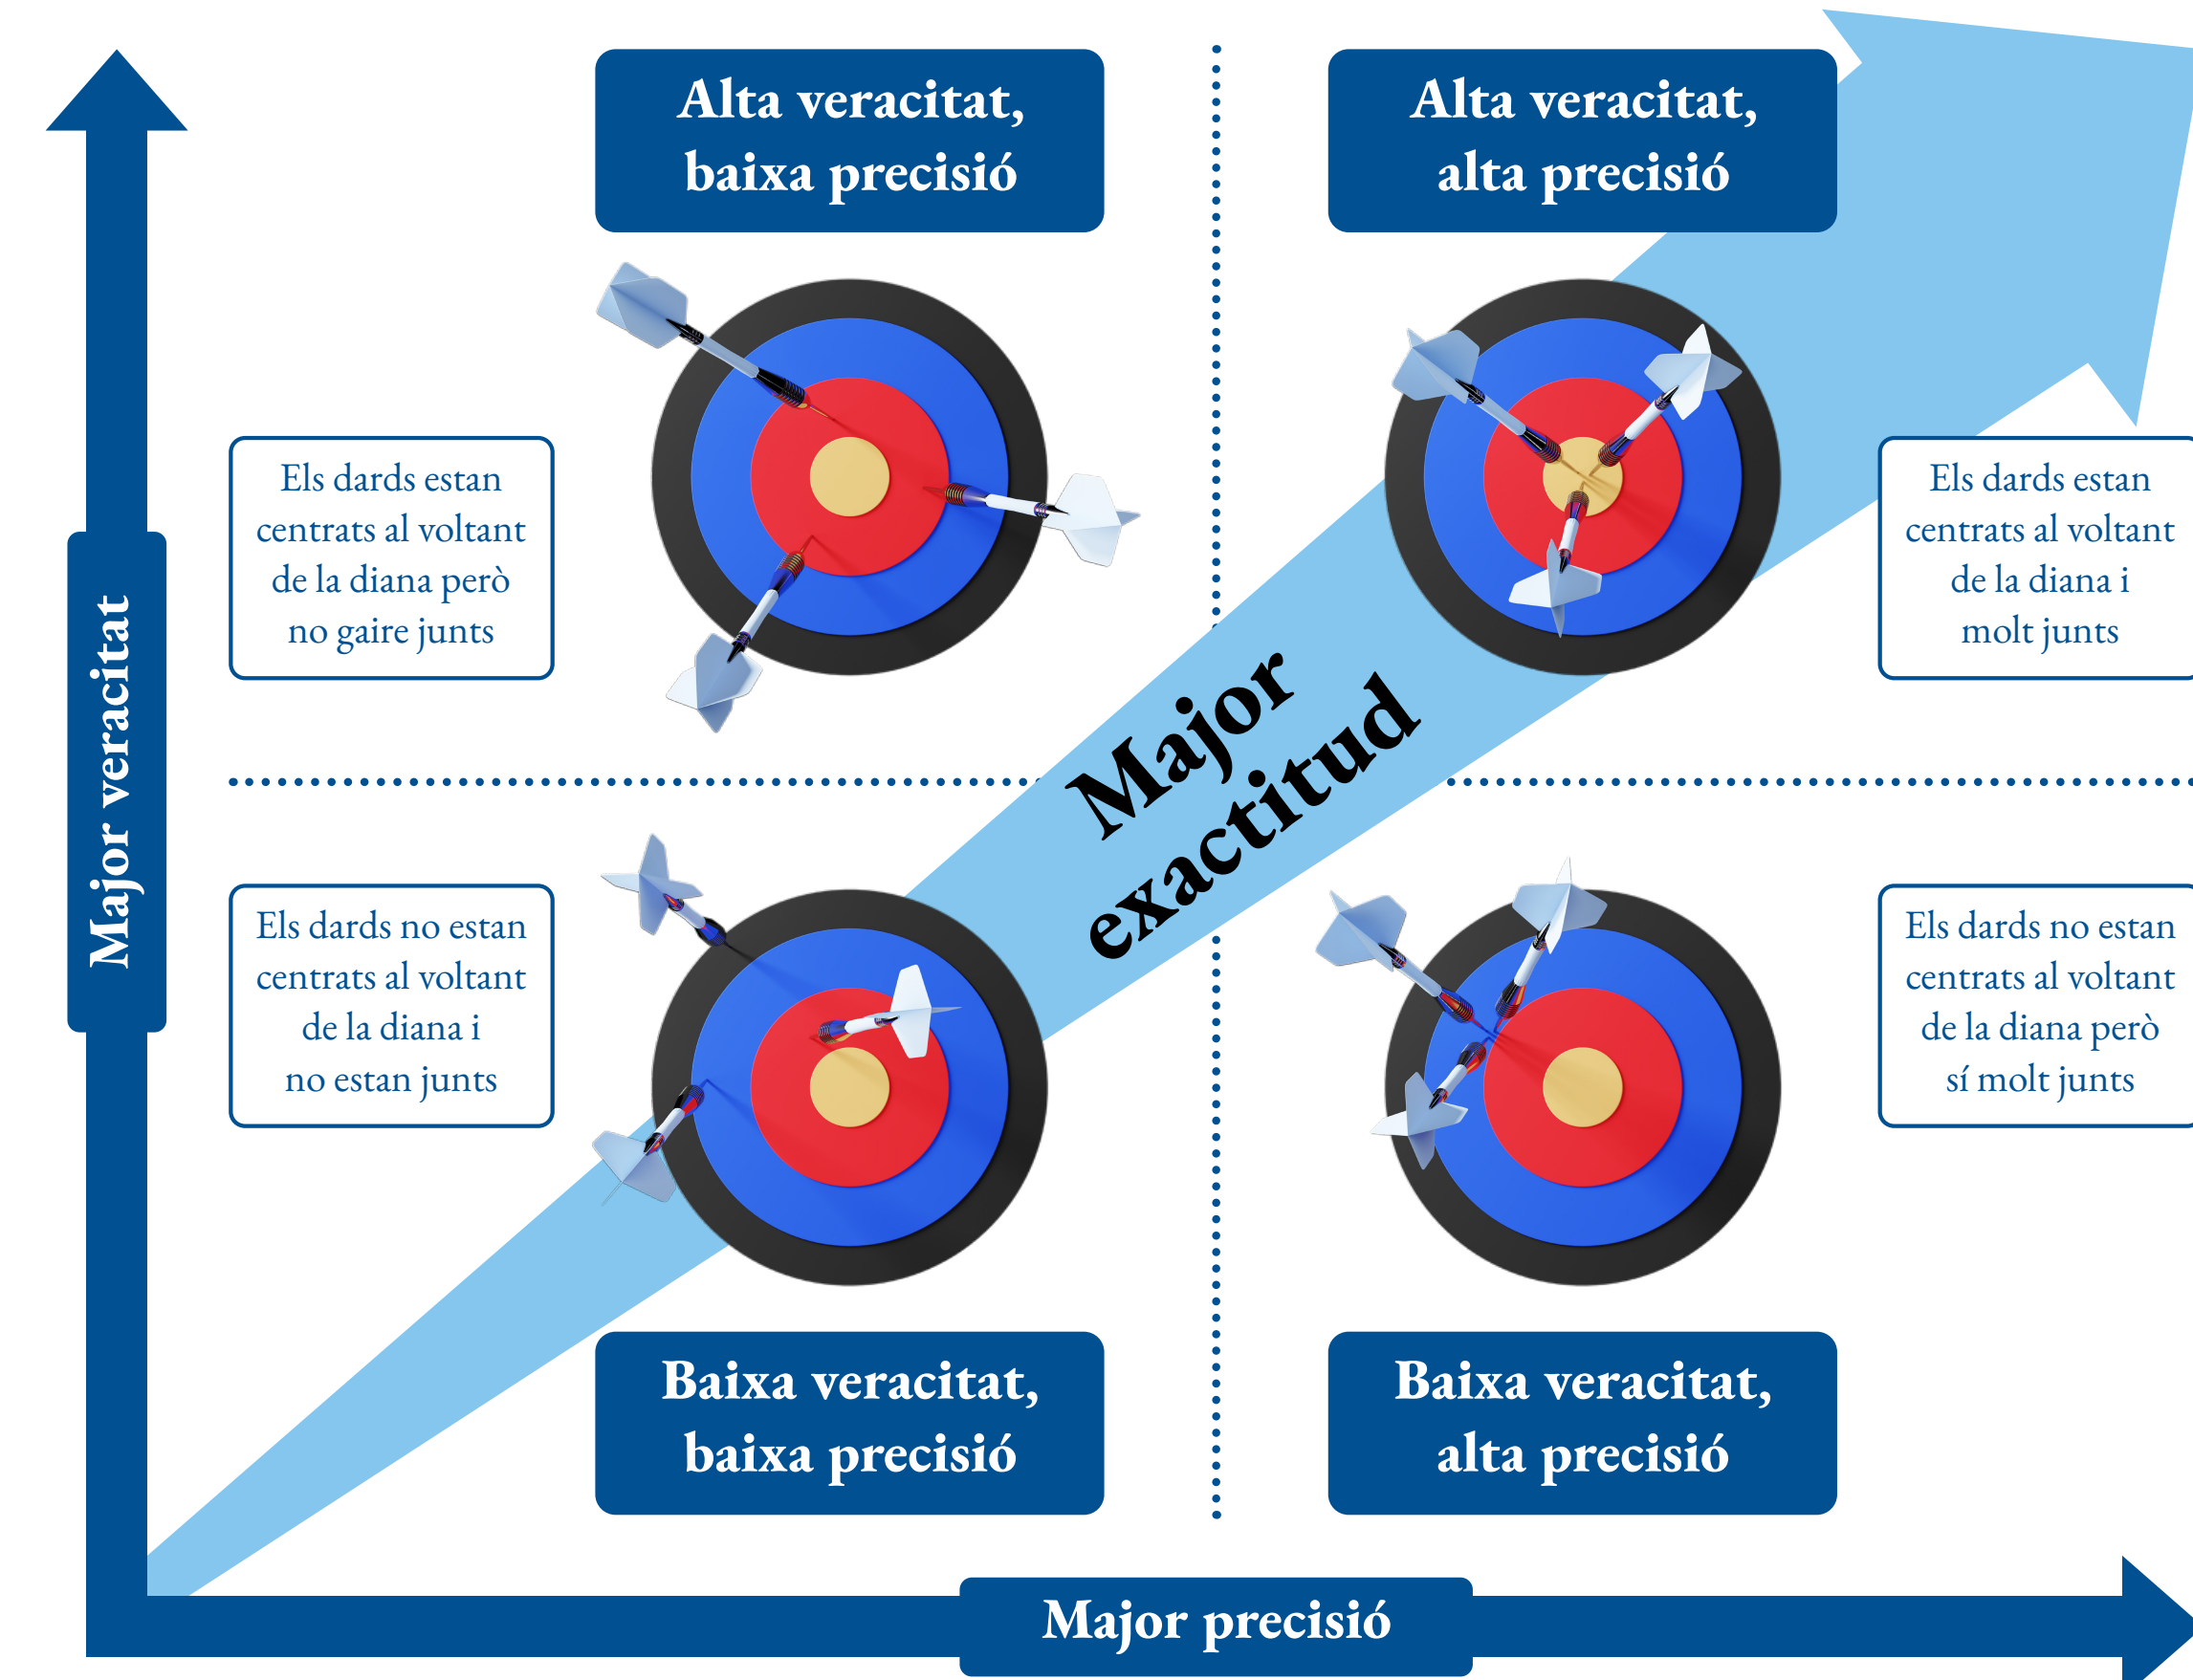 Alta veracitat,
baixa precisió
Alta veracitat,
alta precisió
Els dards estan
centrats al voltant
de la diana però
no gaire junts
Els dards estan
centrats al voltant
de la diana i
molt junts
Major veracitat
Major
exactitud
Els dards no estan
centrats al voltant
de la diana i
no estan junts
Els dards no estan
centrats al voltant
de la diana però
sí molt junts
Baixa veracitat,
baixa precisió
Baixa veracitat,
alta precisió
Major precisió